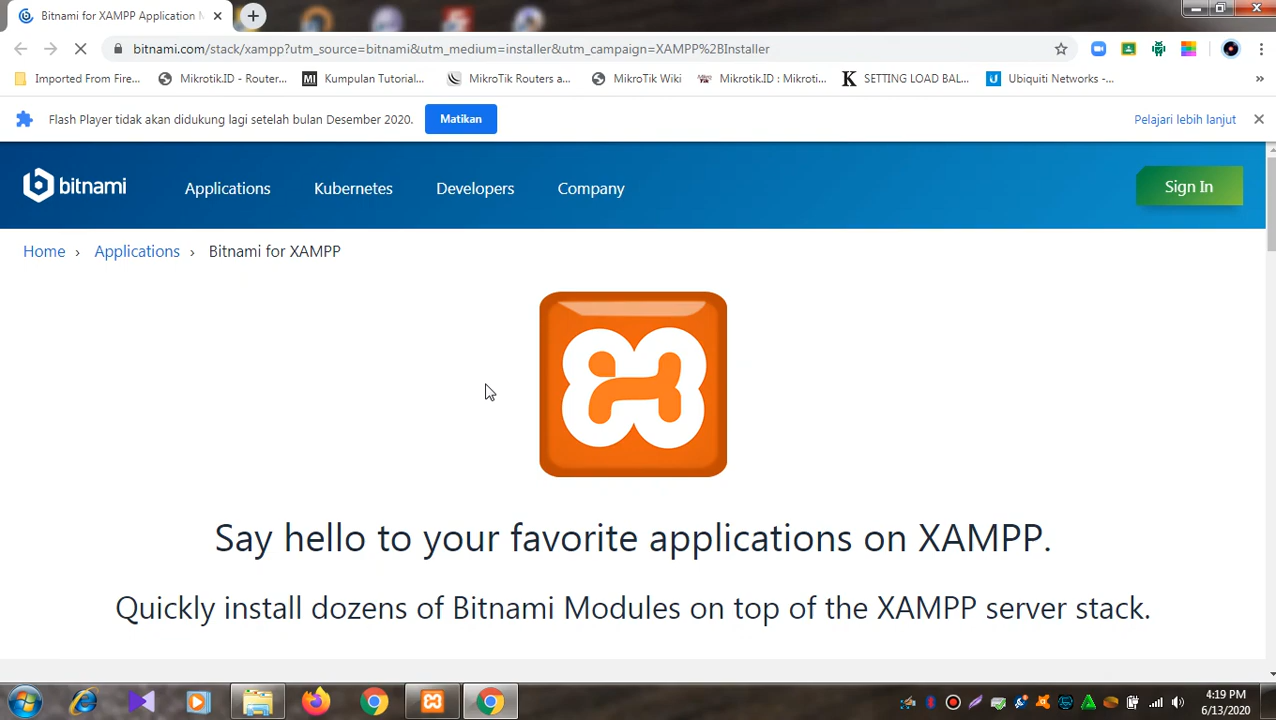 Bitnami for XAMPP Application M
bitnami.com/stack/xampp?utm_source=bitnami&utm_medium=installer&utm_campaign=XAMPP%2BInstaller
Imported From Fire... Mikrotik.ID - Router... MI Kumpulan Tutorial... MikroTik Routers a... MikroTik Wiki Mikrotik.ID : Mikroti... K SETTING LOAD BAL... U Ubiquiti Networks -... »
Flash Player tidak akan didukung lagi setelah bulan Desember 2020. Matikan Pelajari lebih lanjut
bitnami Applications Kubernetes Developers Company Sign In
Home › Applications › Bitnami for XAMPP
Say hello to your favorite applications on XAMPP.
Quickly install dozens of Bitnami Modules on top of the XAMPP server stack.
4:19 PM
6/13/2020